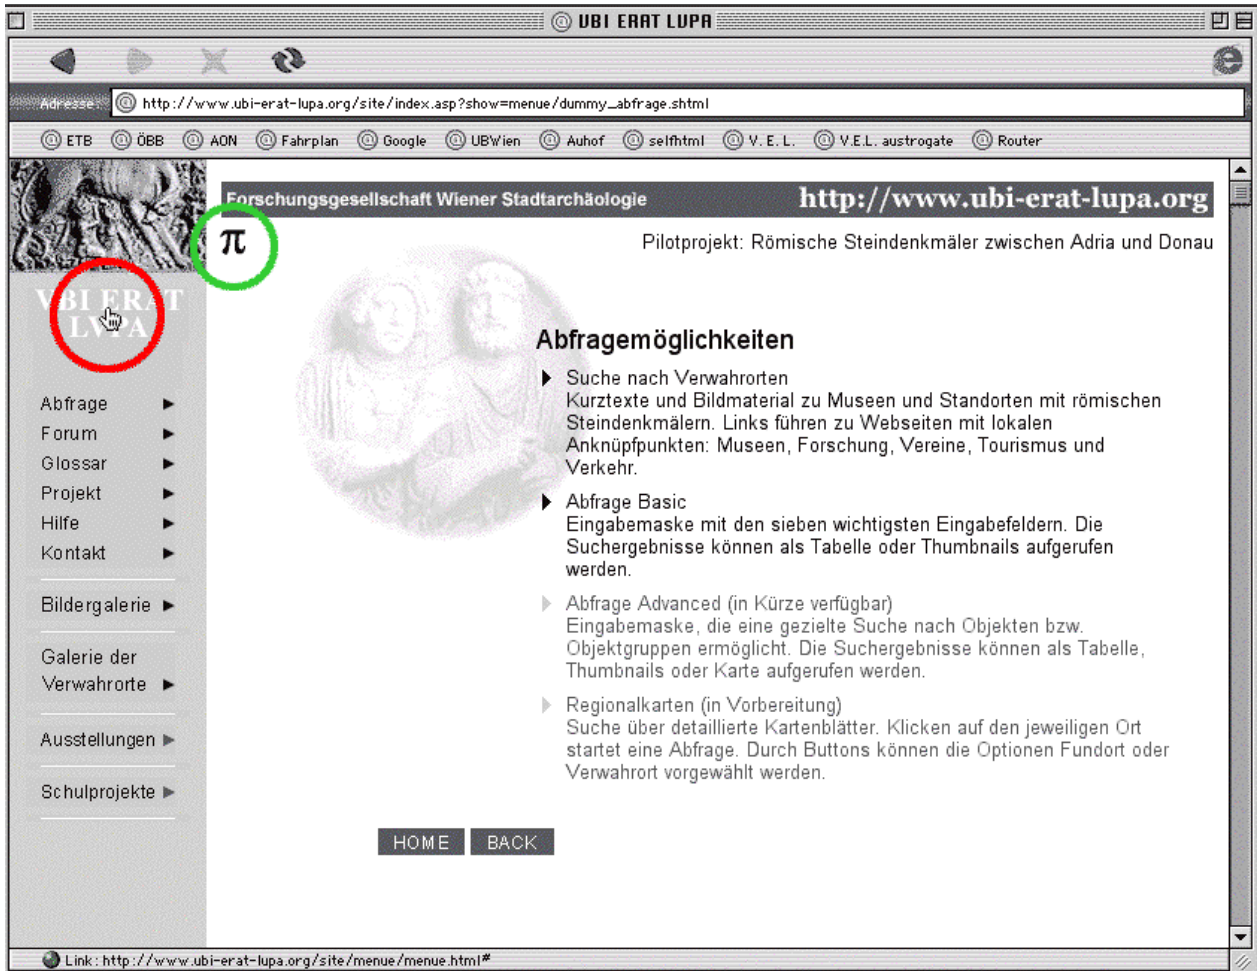 @ VBI ERAT LVPA
Adresse: @ http://www.ubi-erat-lupa.org/site/index.asp?show=menue/dummy_abfrage.shtml
@ ETB @ ÖBB @ AON @ Fahrplan @ Google @ UBWien @ Auhof @ selfhtml @ V. E. L. @ V.E.L. austrogate @ Router
Forschungsgesellschaft Wiener Stadtarchäologie http://www.ubi-erat-lupa.org
π
Pilotprojekt: Römische Steindenkmäler zwischen Adria und Donau
VBI ERAT
LVPA
Abfrage
Forum
Glossar
Projekt
Hilfe
Kontakt
Bildergalerie
Galerie der
Verwahrorte
Ausstellungen
Schulprojekte
Abfragemöglichkeiten
Suche nach Verwahrorten
Kurztexte und Bildmaterial zu Museen und Standorten mit römischen
Steindenkmälern. Links führen zu Webseiten mit lokalen
Anknüpfpunkten: Museen, Forschung, Vereine, Tourismus und
Verkehr.
Abfrage Basic
Eingabemaske mit den sieben wichtigsten Eingabefeldern. Die
Suchergebnisse können als Tabelle oder Thumbnails aufgerufen
werden.
Abfrage Advanced (in Kürze verfügbar)
Eingabemaske, die eine gezielte Suche nach Objekten bzw.
Objektgruppen ermöglicht. Die Suchergebnisse können als Tabelle,
Thumbnails oder Karte aufgerufen werden.
Regionalkarten (in Vorbereitung)
Suche über detaillierte Kartenblätter. Klicken auf den jeweiligen Ort
startet eine Abfrage. Durch Buttons können die Optionen Fundort oder
Verwahrort vorgewählt werden.
HOME BACK
Link: http://www.ubi-erat-lupa.org/site/menue/menue.html#